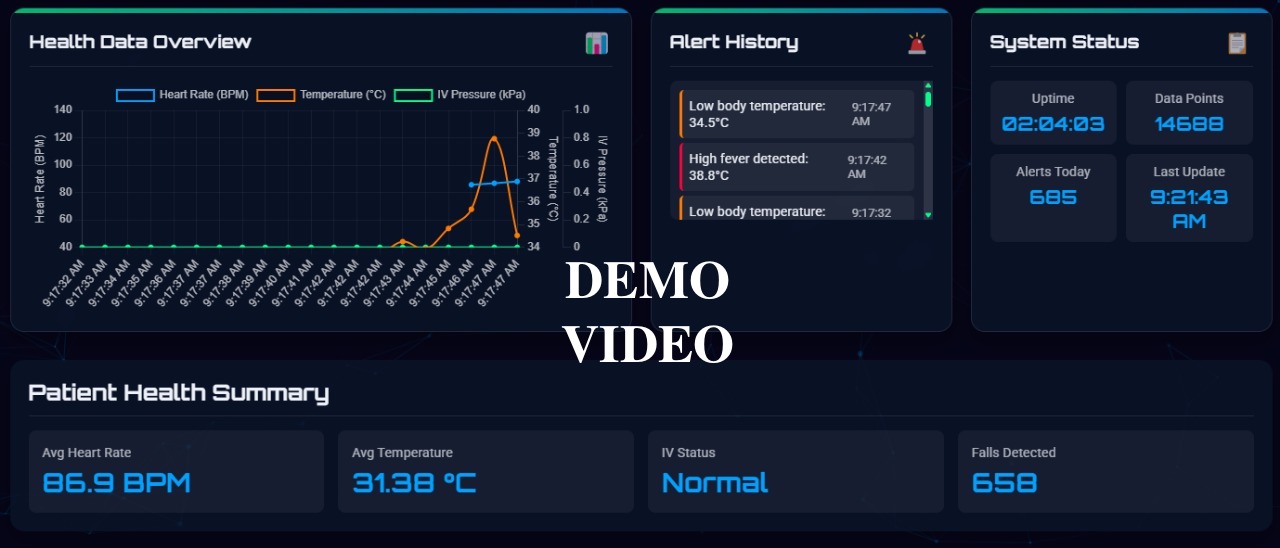 Health Data Overview
Heart Rate (BPM) Temperature (°C) IV Pressure (kPa)
140
120
100
80
60
40
Heart Rate (BPM)
40
39
38
37
36
35
34
Temperature (°C)
1.0
0.8
0.6
0.4
0.2
0
IV Pressure (kPa)
9:17:32 AM
9:17:33 AM
9:17:34 AM
9:17:35 AM
9:17:36 AM
9:17:37 AM
9:17:37 AM
9:17:38 AM
9:17:39 AM
9:17:40 AM
9:17:41 AM
9:17:42 AM
9:17:42 AM
9:17:42 AM
9:17:43 AM
9:17:44 AM
9:17:45 AM
9:17:46 AM
9:17:47 AM
9:17:47 AM
Alert History
Low body temperature: 9:17:47
34.5°C AM
High fever detected: 9:17:42
38.8°C AM
Low body temperature: 9:17:32
System Status
Uptime
02:04:03
Data Points
14688
Alerts Today
685
Last Update
9:21:43
AM
DEMO
VIDEO
Patient Health Summary
Avg Heart Rate
86.9 BPM
Avg Temperature
31.38 °C
IV Status
Normal
Falls Detected
658